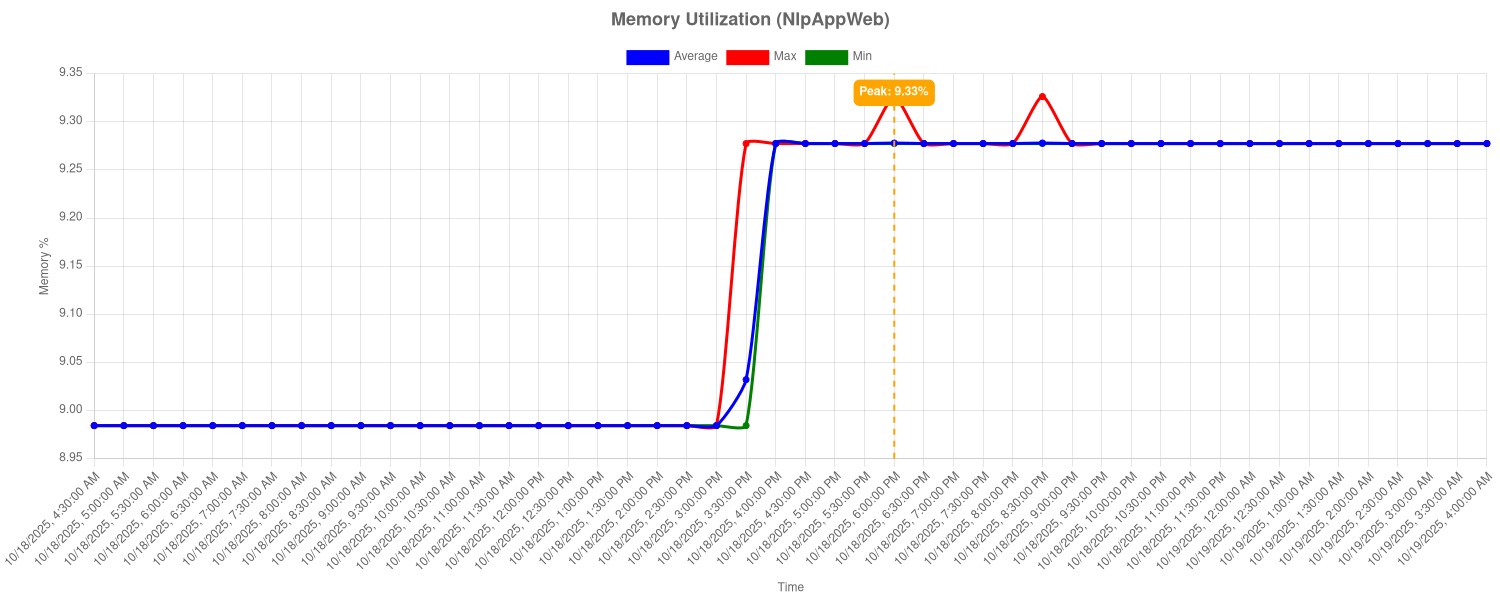 Memory Utilization (NlpAppWeb)
Average Max Min
9.35
Peak: 9.33%
9.30
9.25
9.20
9.15
Memory %
9.10
9.05
9.00
8.95
10/18/2025, 4:30:00 AM
10/18/2025, 5:00:00 AM
10/18/2025, 5:30:00 AM
10/18/2025, 6:00:00 AM
10/18/2025, 6:30:00 AM
10/18/2025, 7:00:00 AM
10/18/2025, 7:30:00 AM
10/18/2025, 8:00:00 AM
10/18/2025, 8:30:00 AM
10/18/2025, 9:00:00 AM
10/18/2025, 9:30:00 AM
10/18/2025, 10:00:00 AM
10/18/2025, 10:30:00 AM
10/18/2025, 11:00:00 AM
10/18/2025, 11:30:00 AM
10/18/2025, 12:00:00 PM
10/18/2025, 12:30:00 PM
10/18/2025, 1:00:00 PM
10/18/2025, 1:30:00 PM
10/18/2025, 2:00:00 PM
10/18/2025, 2:30:00 PM
10/18/2025, 3:00:00 PM
10/18/2025, 3:30:00 PM
10/18/2025, 4:00:00 PM
10/18/2025, 4:30:00 PM
10/18/2025, 5:00:00 PM
10/18/2025, 5:30:00 PM
10/18/2025, 6:00:00 PM
10/18/2025, 6:30:00 PM
10/18/2025, 7:00:00 PM
10/18/2025, 7:30:00 PM
10/18/2025, 8:00:00 PM
10/18/2025, 8:30:00 PM
10/18/2025, 9:00:00 PM
10/18/2025, 9:30:00 PM
10/18/2025, 10:00:00 PM
10/18/2025, 10:30:00 PM
10/18/2025, 11:00:00 PM
10/18/2025, 11:30:00 PM
10/19/2025, 12:00:00 AM
10/19/2025, 12:30:00 AM
10/19/2025, 1:00:00 AM
10/19/2025, 1:30:00 AM
10/19/2025, 2:00:00 AM
10/19/2025, 2:30:00 AM
10/19/2025, 3:00:00 AM
10/19/2025, 3:30:00 AM
10/19/2025, 4:00:00 AM
Time